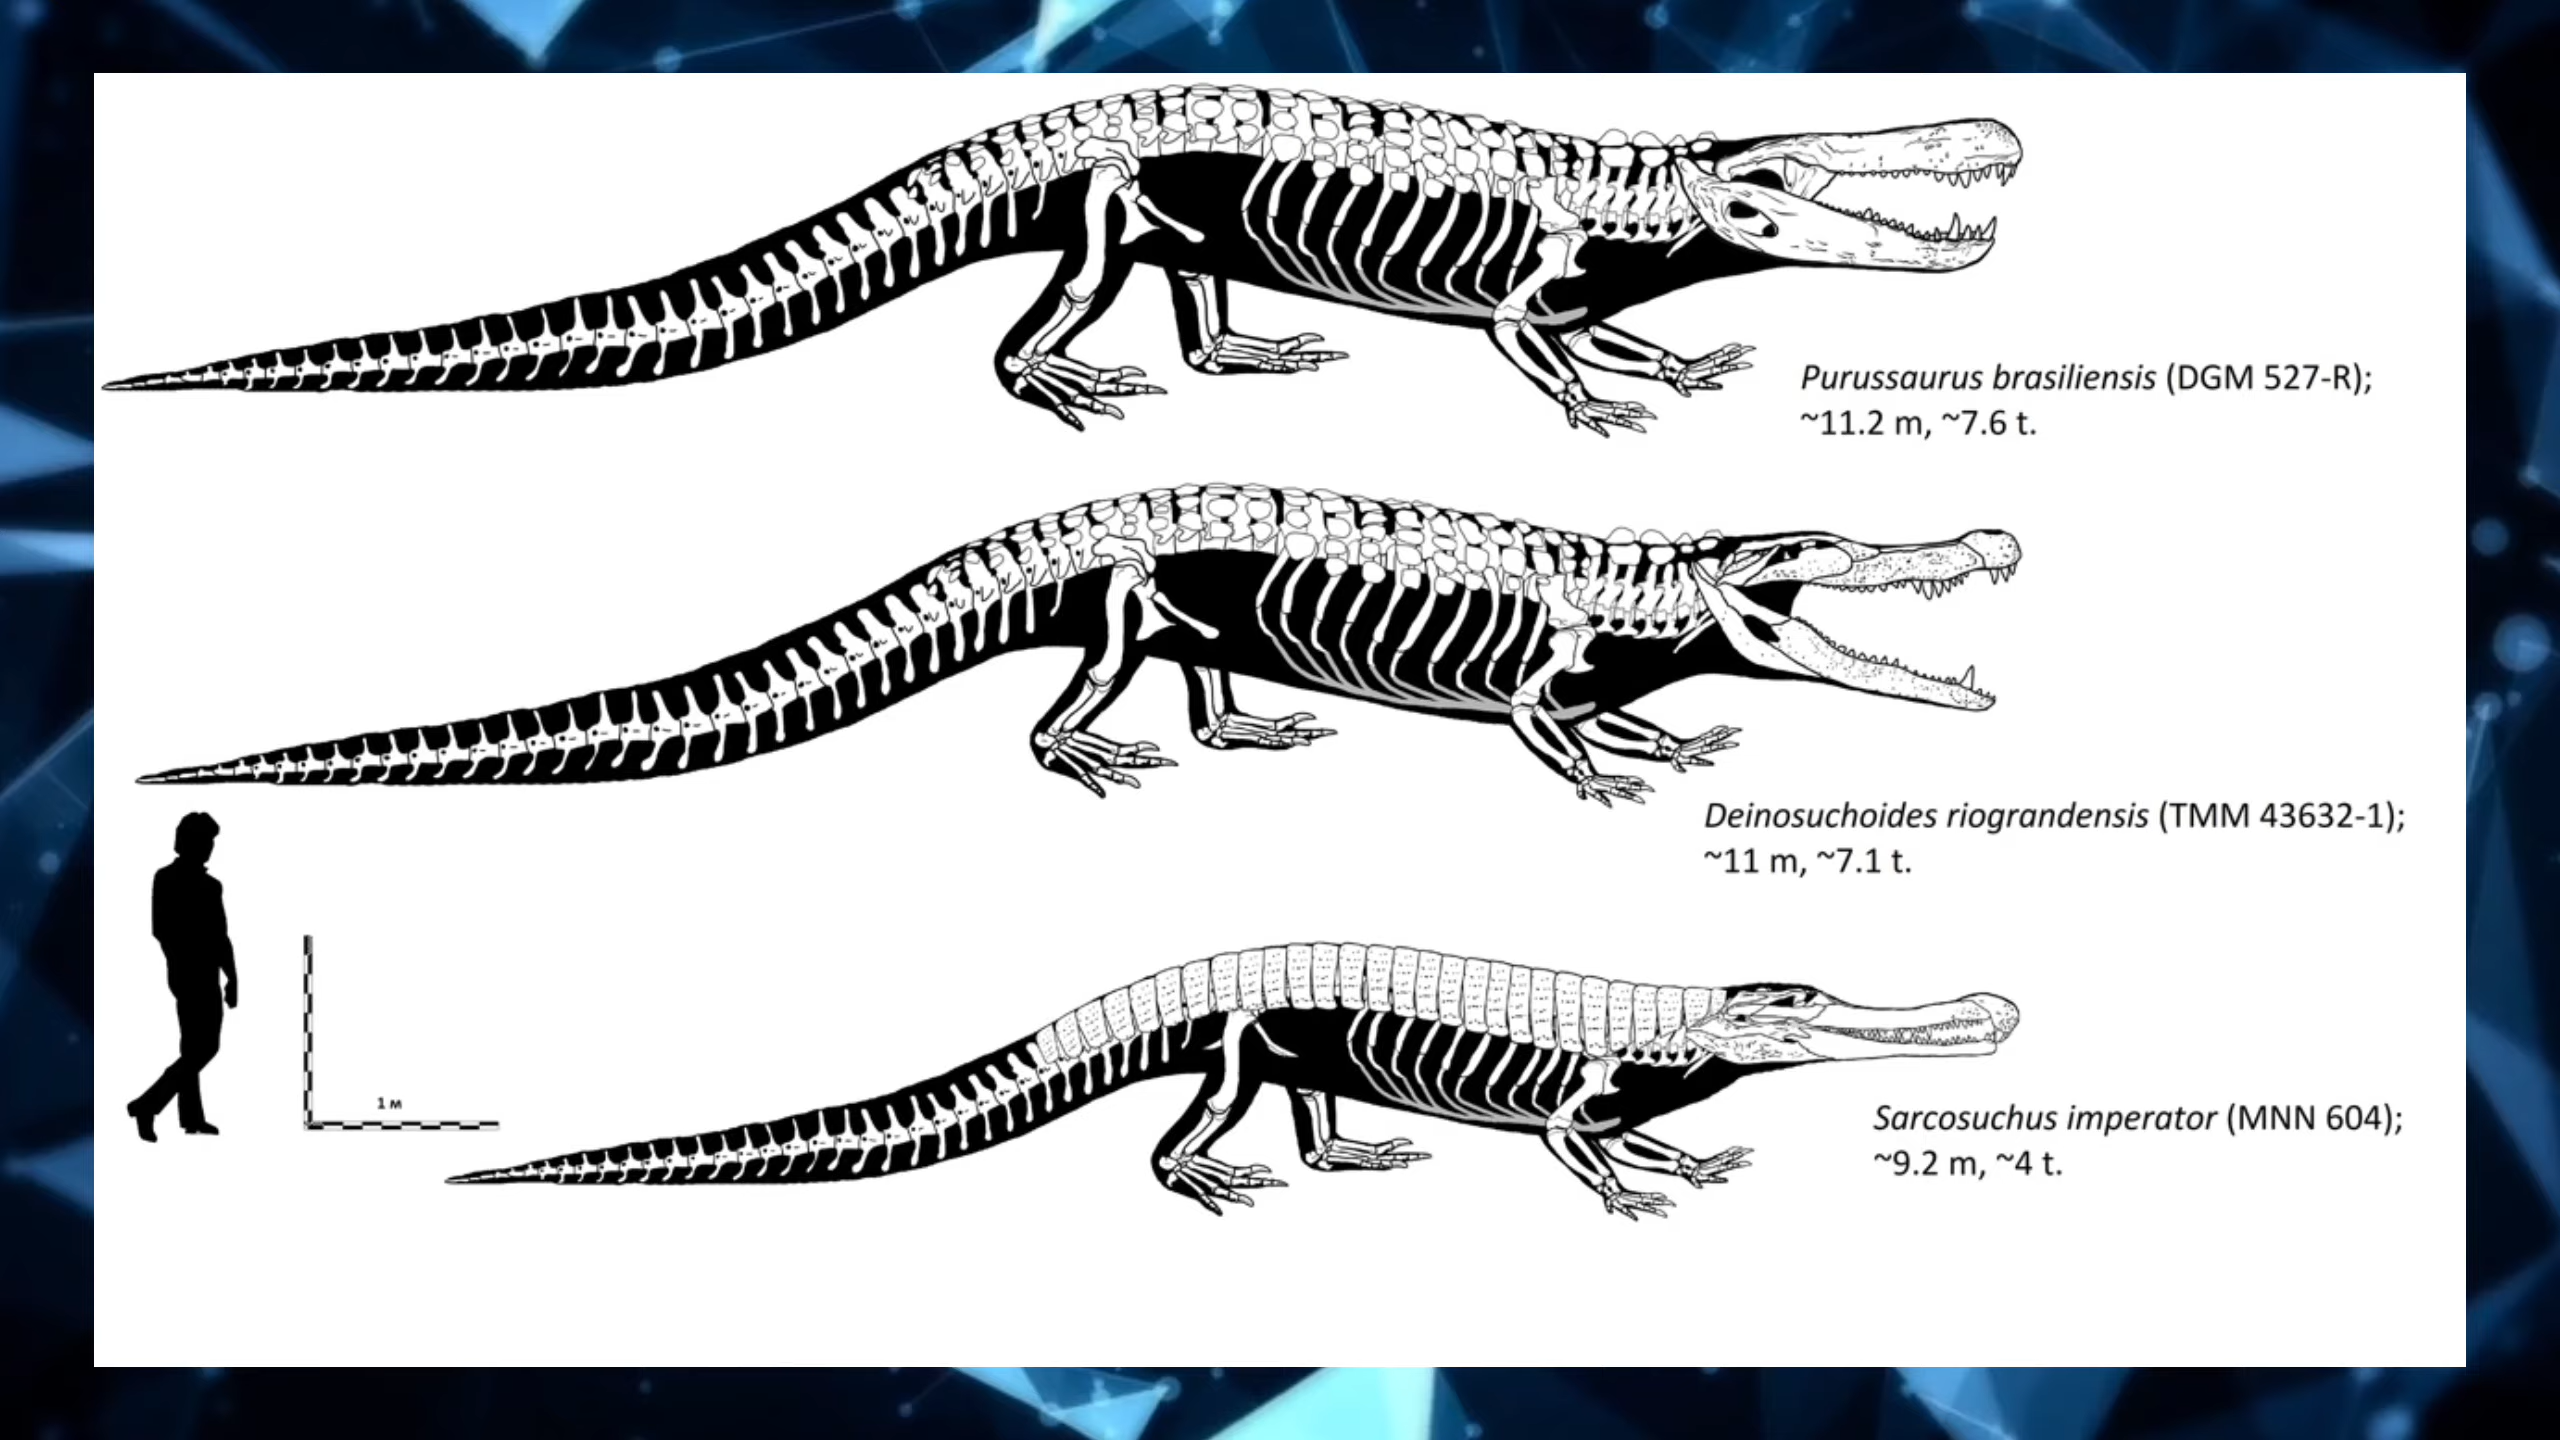 Purussaurus brasiliensis (DGM 527-R);
~11.2 m, ~7.6 t.
Deinosuchoides riograndensis (TMM 43632-1);
~11 m, ~7.1 t.
1 м
Sarcosuchus imperator (MNN 604);
~9.2 m, ~4 t.